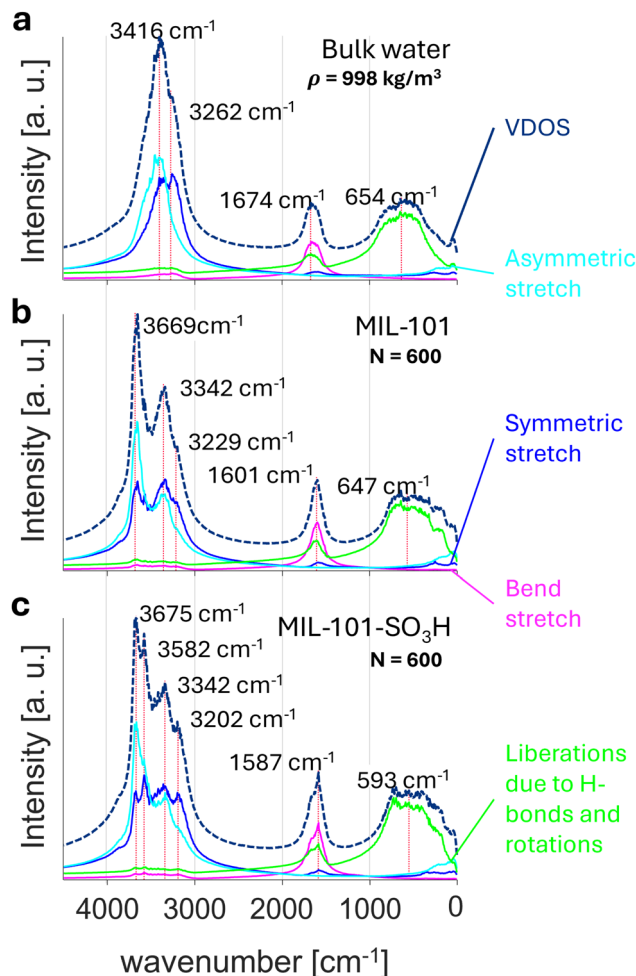 a
3416 cm-1
Bulk water
ρ = 998 kg/m³
3262 cm-1
VDOS
1674 cm-1
654 cm-1
Intensity [a. u.]
Asymmetric
stretch
b
3669cm-1
MIL-101
N = 600
3342 cm-1
3229 cm-1
1601 cm-1
647 cm-1
Intensity [a. u.]
Symmetric
stretch
Bend
stretch
c
3675 cm-1
MIL-101-SO₃H
3582 cm-1
N = 600
3342 cm-1
3202 cm-1
1587 cm-1
593 cm-1
Intensity [a. u.]
Liberations
due to H-
bonds and
rotations
4000 3000 2000 1000 0
wavenumber [cm-1]